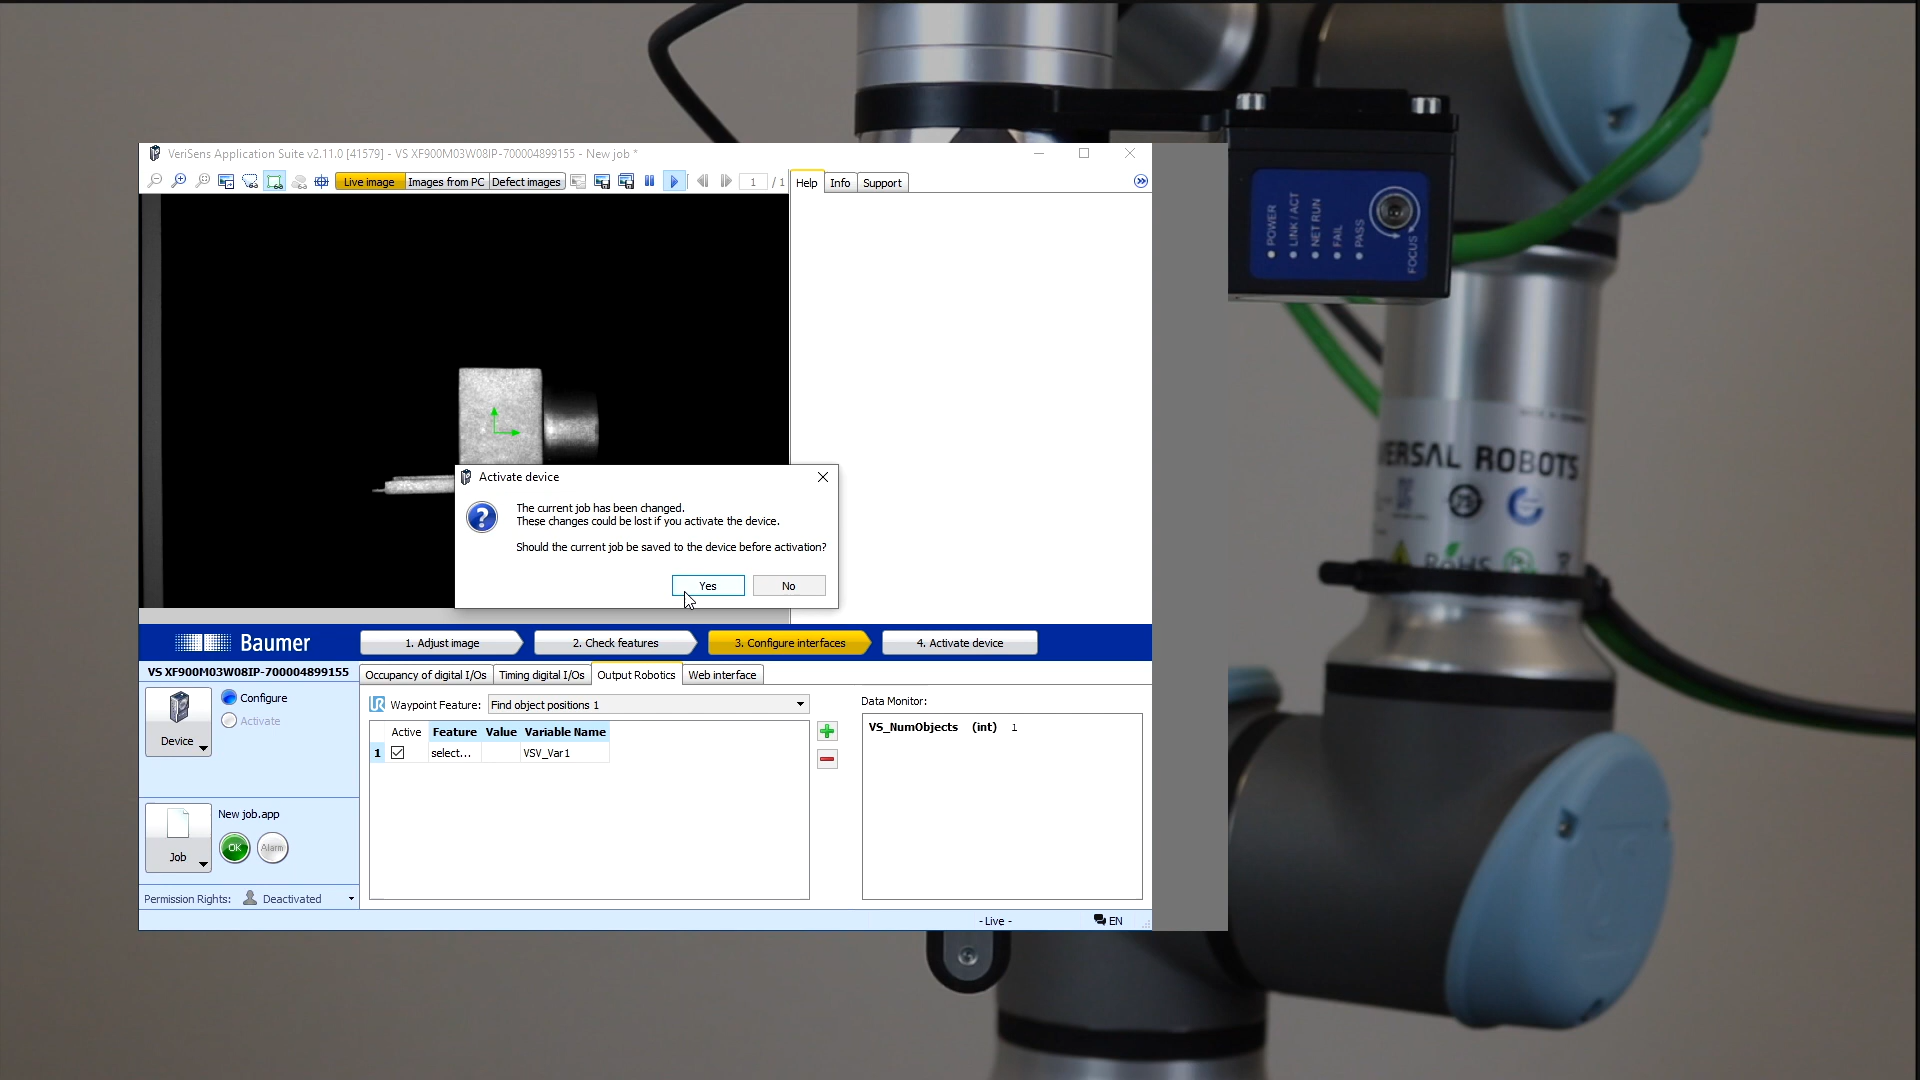 VeriSens Application Suite v2.11.0 [41579] - VS XF900M03W08IP-700004899155 - New job *
Live image
Images from PC
Defect images
1 / 1
Help
Info
Support
Activate device
The current job has been changed.
These changes could be lost if you activate the device.
Should the current job be saved to the device before activation?
Yes
No
Baumer
1. Adjust image
2. Check features
3. Configure interfaces
4. Activate device
VS XF900M03W08IP-700004899155
Configure
Activate
Device
New job.app
OK
Alarm
Job
Permission Rights:
Deactivated
Occupancy of digital I/Os
Timing digital I/Os
Output Robotics
Web interface
Waypoint Feature:
Find object positions 1
Active Feature Value Variable Name
1 select... VSV_Var1
Data Monitor:
VS_NumObjects (int) 1
- Live -
EN
POWER
LINK / ACT
NET RUN
FAIL
PASS
FOCUS
VERSAL ROBOTS
RoHS